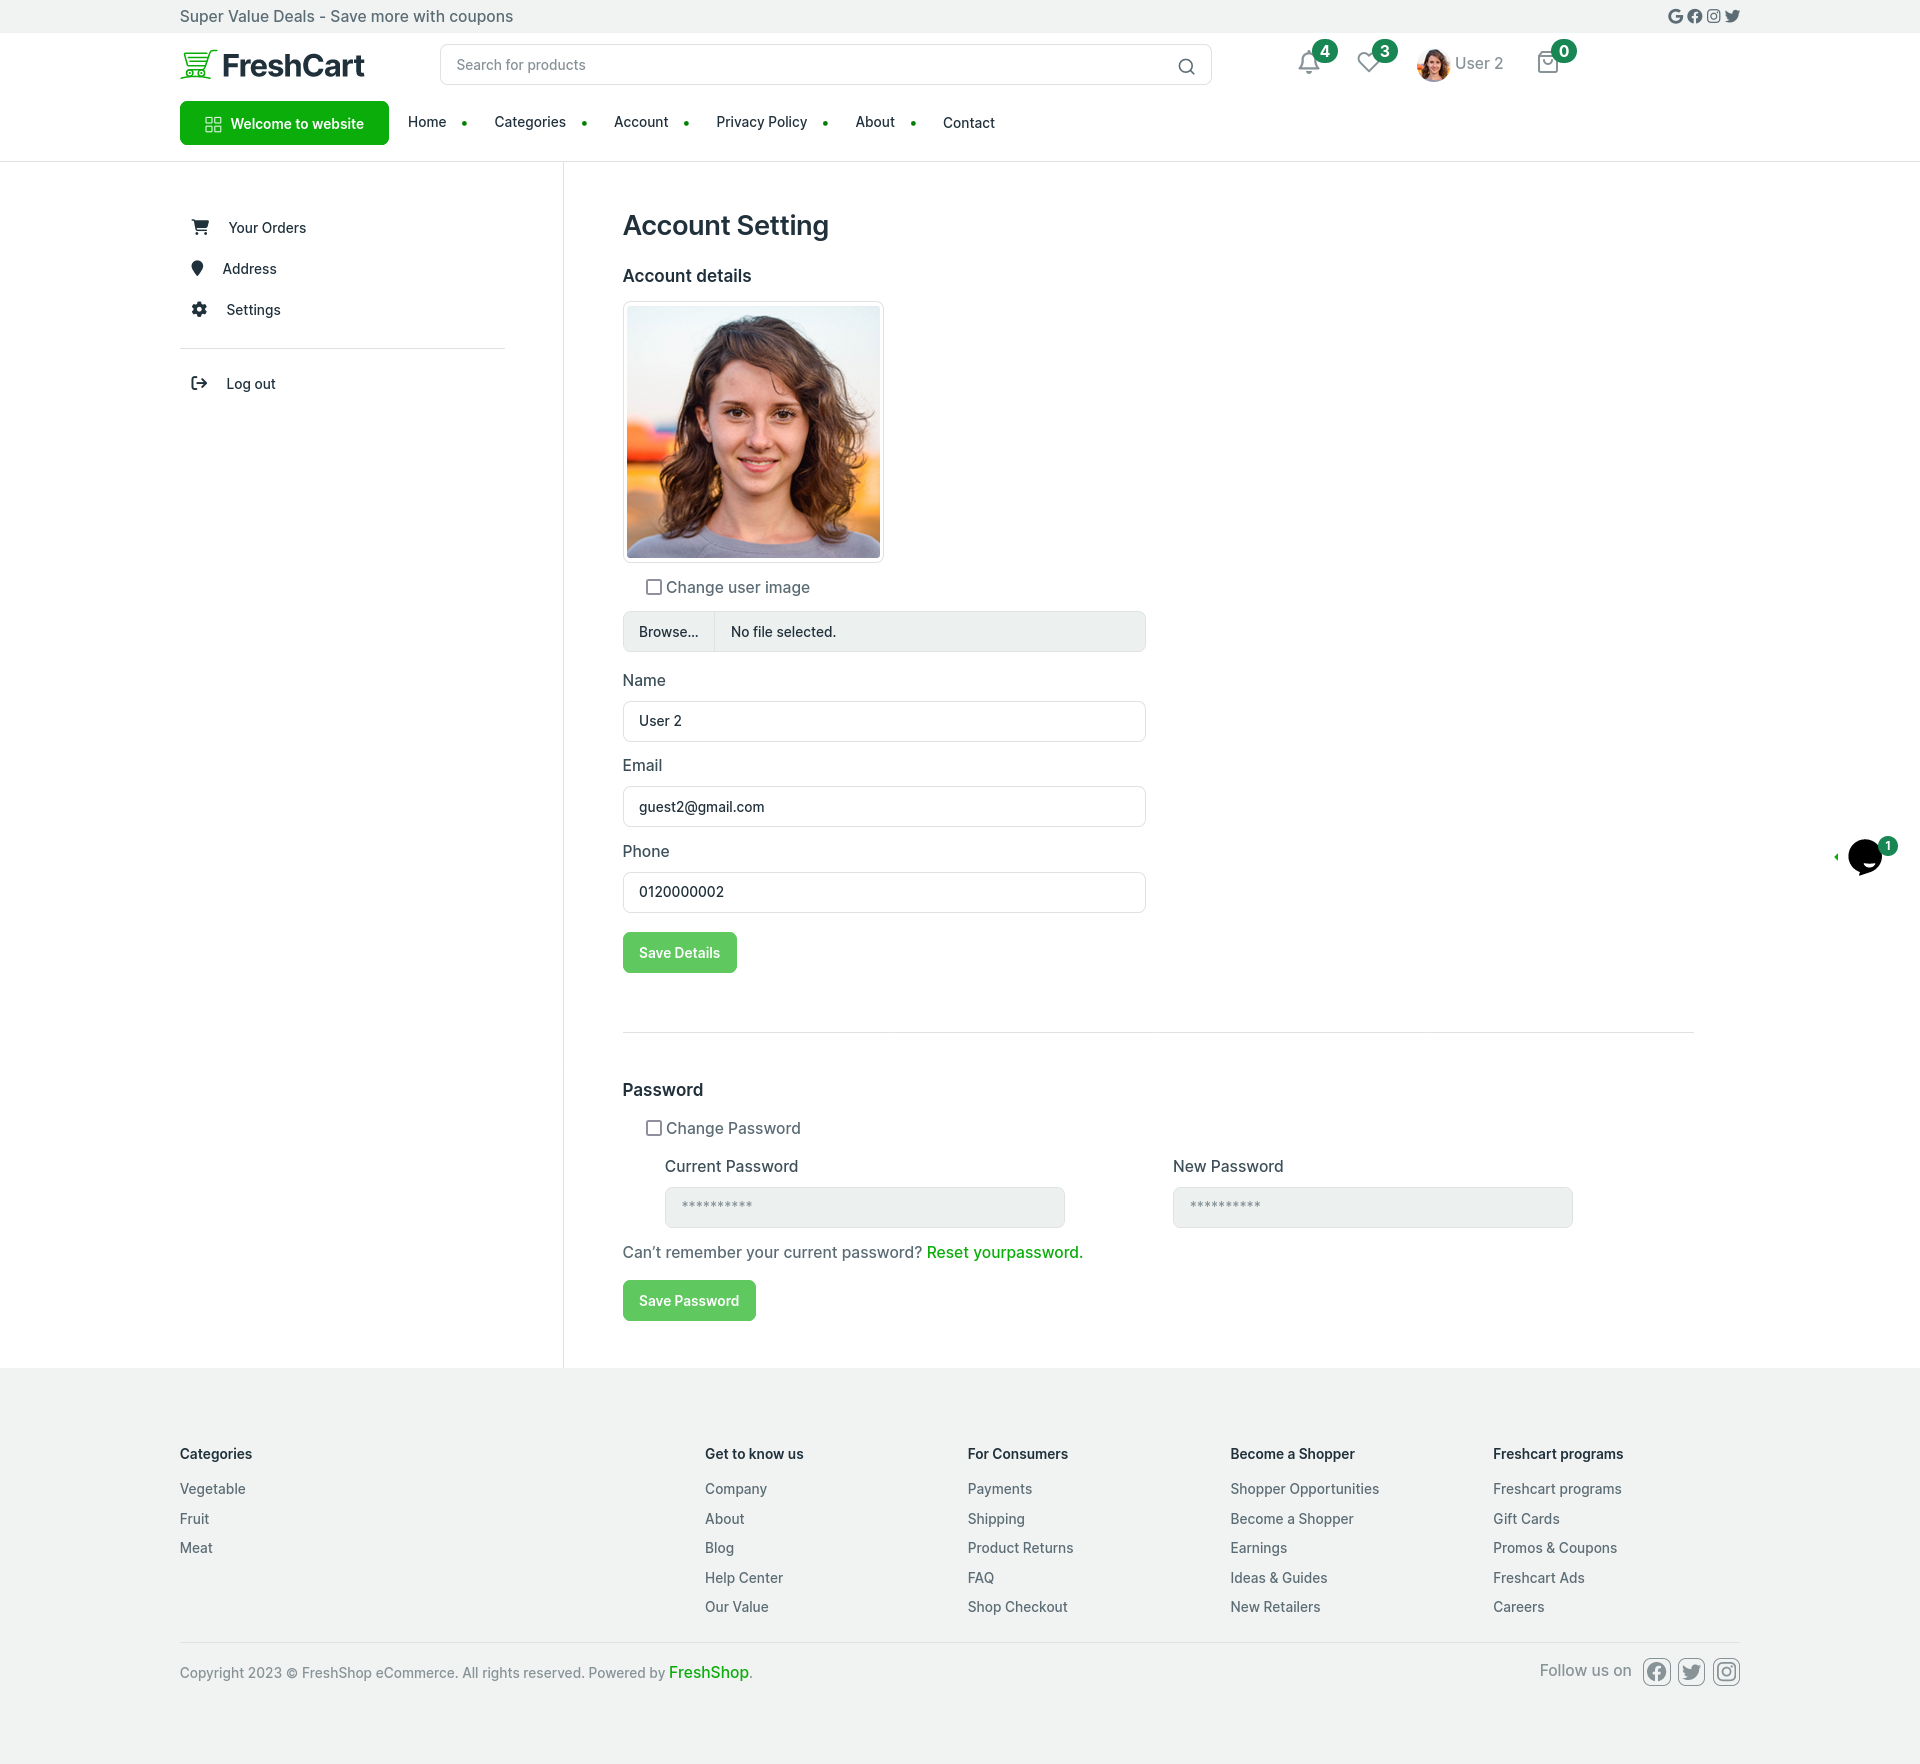 Super Value Deals - Save more with coupons
FreshCart
Search for products
4
3
User 2
0
Welcome to website
Home
Categories
Account
Privacy Policy
About
Contact
Your Orders
Address
Settings
Log out
Account Setting
Account details
Change user image
Browse... No file selected.
Name
User 2
Email
guest2@gmail.com
Phone
0120000002
1
Save Details
Password
Change Password
Current Password
New Password
**********
**********
Can't remember your current password? Reset yourpassword.
Save Password
Categories
Vegetable
Fruit
Meat
Get to know us
Company
About
Blog
Help Center
Our Value
For Consumers
Payments
Shipping
Product Returns
FAQ
Shop Checkout
Become a Shopper
Shopper Opportunities
Become a Shopper
Earnings
Ideas & Guides
New Retailers
Freshcart programs
Freshcart programs
Gift Cards
Promos & Coupons
Freshcart Ads
Careers
Copyright 2023 © FreshShop eCommerce. All rights reserved. Powered by FreshShop.
Follow us on